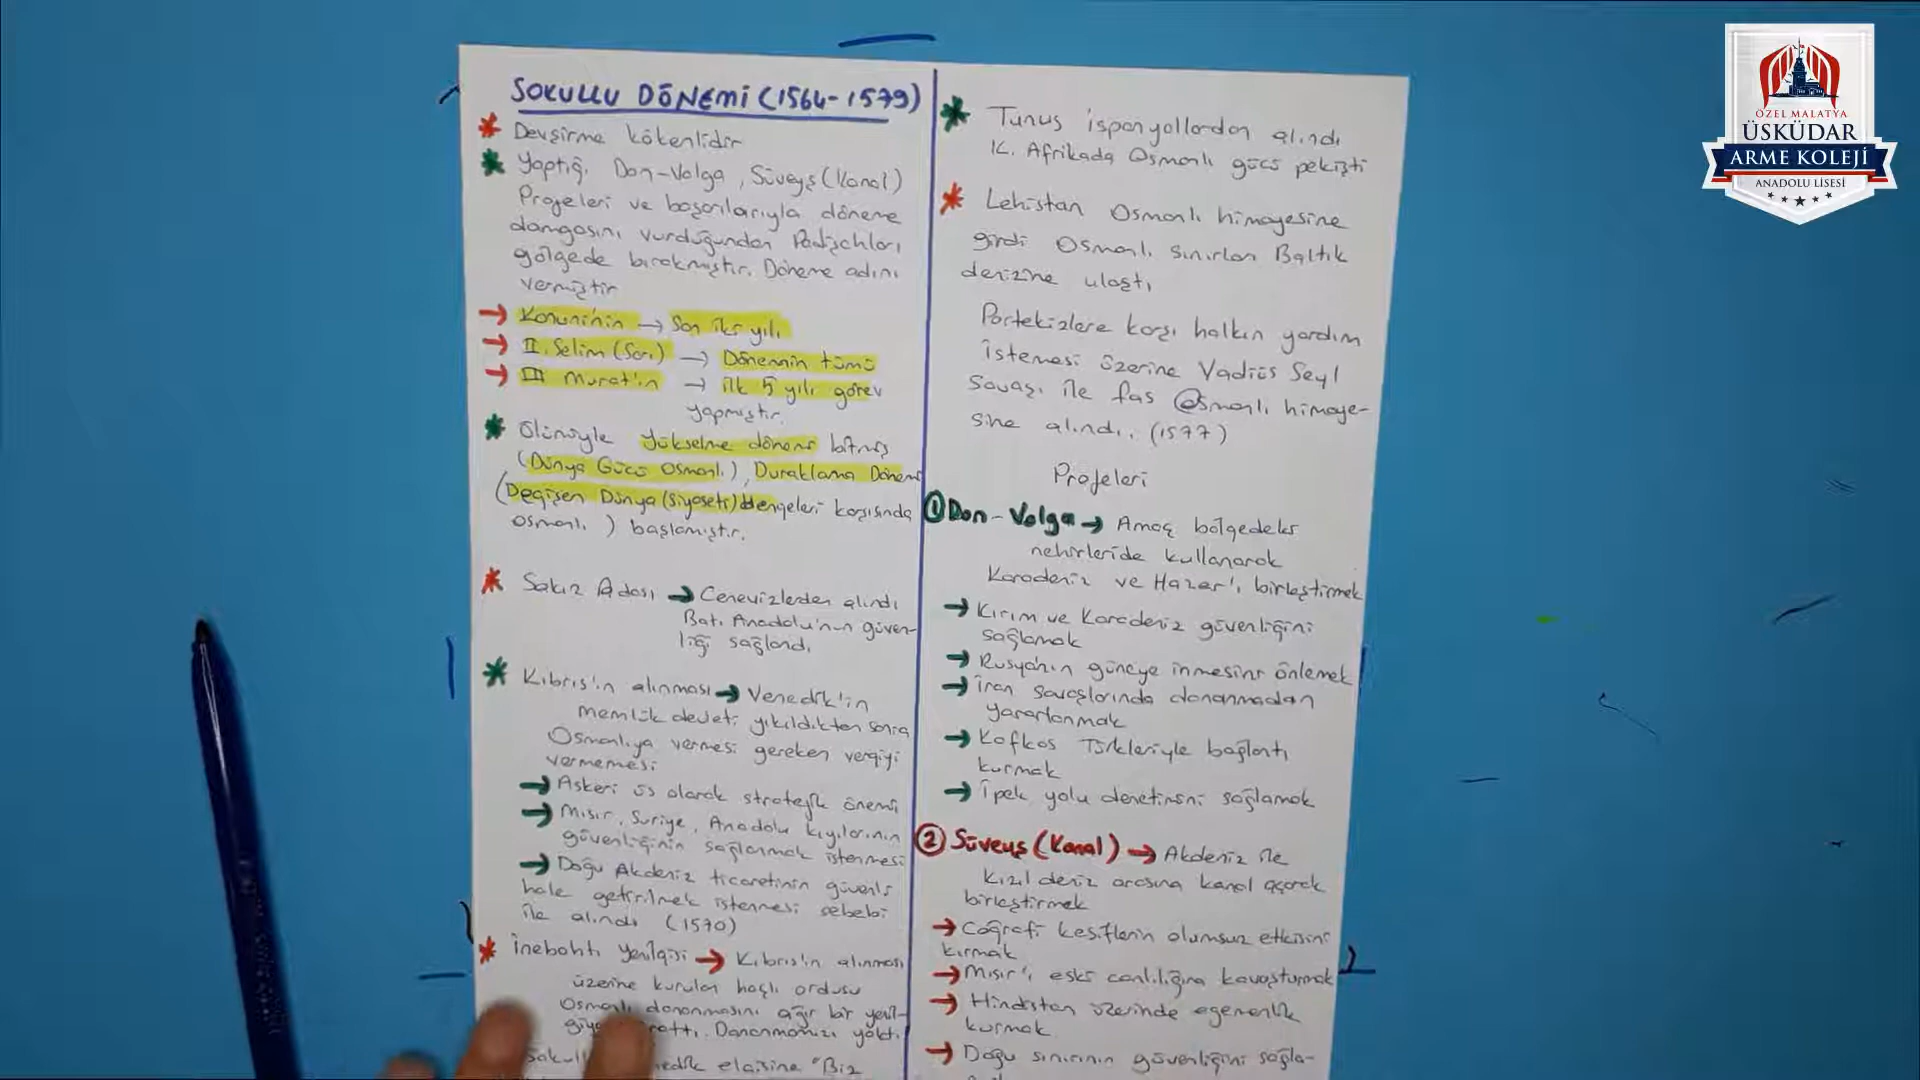 SOKULLU DÖNEMİ (1564-1579)
* Devşirme kökenlidir
* Yaptığı Don-Volga, Süveyş (Kanal)
Projeleri ve başarılarıyla döneme
damgasını vurduğundan Padişahları
gölgede bırakmıştır. Döneme adını
vermiştir
→ Kanuni'nin → Son iki yılı
→ II. Selim (Sarı) → Döneminin tümü
→ III Murat'ın → ilk 5 yılı görev
yapmıştır.
* Ölümüyle Yükselme dönemi bitmiş
(Dünya Gücü Osmanlı), Duraklama Dönemi
(Değişen Dünya (Siyaseti) dengeleri karşısında
Osmanlı) başlamıştır.
* Sakız Adası → Cenevizlerden alındı
Batı Anadolu'nun güven-
liği sağlandı
* Kıbrıs'ın alınması → Venedik'in
memlük devleti yıkıldıktan sonra
Osmanlıya vermesi gereken vergiyi
vermemesi
→ Askeri üs olarak stratejik önemi
→ Mısır, Suriye, Anadolu kıyılarının
güvenliğinin sağlanmak istenmesi
→ Doğu Akdeniz ticaretinin güvenli
hale getirilmek istenmesi sebebi
ile alındı (1570)
* İnebahtı yenilgisi → Kıbrıs'ın alınması
üzerine kurulan haçlı ordusu
Osmanlı donanmasını ağır bir yenil-
Donanmamızı yaktı.
elçisine "Biz
* Tunus ispanyollardan alındı
K. Afrikada Osmanlı gücü pekişti
* Lehistan Osmanlı himayesine
girdi Osmanlı sınırları Baltık
denizine ulaştı
Portekizlere karşı halkın yardım
istemesi üzerine Vadiüs Seyl
Savaşı ile fas Osmanlı himaye-
sine alındı. (1577)
Projeleri
① Don-Volga → Amaç bölgedeki
nehirleride kullanarak
Karadeniz ve Hazar'ı birleştirmek
→ Kırım ve Karadeniz güvenliğini
sağlamak
→ Rusya'nın güneye inmesini önlemek
→ İran savaşlarında donanmadan
yararlanmak
→ Kafkas Türkleriyle bağlantı
kurmak
→ İpek yolu denetimini sağlamak
② Süveyş (Kanal) → Akdeniz ile
Kızıl deniz arasına kanal açarak
birleştirmek
→ Coğrafi keşiflerin olumsuz etkisini
kırmak
→ Mısır'ı eski canlılığına kavuşturmak
→ Hindistan üzerinde egemenlik
kurmak
→ Doğu sınırının güvenliğini sağla-
ÖZEL MALATYA
ÜSKÜDAR
ARME KOLEJİ
ANADOLU LİSESİ